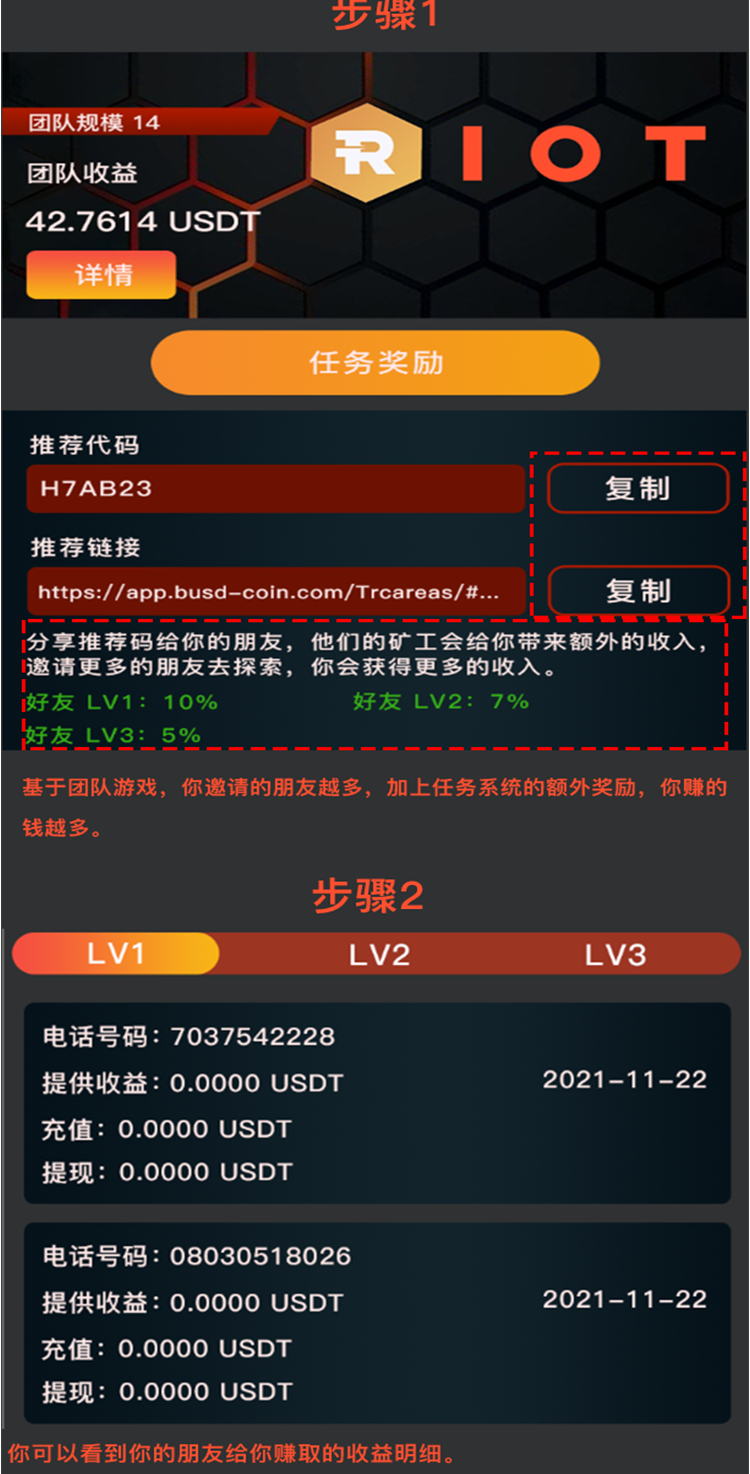 步骤1
团队规模 14
R I O T
团队收益
42.7614 USDT
详情
任务奖励
推荐代码
H7AB23 复制
推荐链接
https://app.busd-coin.com/Trcareas/#... 复制
分享推荐码给你的朋友，他们的矿工会给你带来额外的收入，
邀请更多的朋友去探索，你会获得更多的收入。
好友 LV1：10% 好友 LV2：7%
好友 LV3：5%
基于团队游戏，你邀请的朋友越多，加上任务系统的额外奖励，你赚的
钱越多。
步骤2
LV1 LV2 LV3
电话号码：7037542228
提供收益：0.0000 USDT 2021-11-22
充值：0.0000 USDT
提现：0.0000 USDT
电话号码：08030518026
提供收益：0.0000 USDT 2021-11-22
充值：0.0000 USDT
提现：0.0000 USDT
你可以看到你的朋友给你赚取的收益明细。